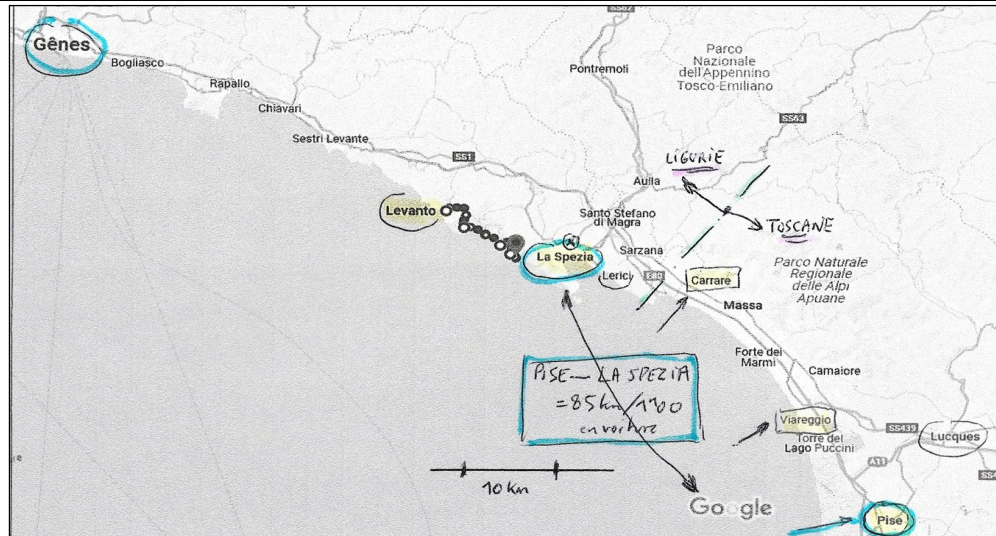 SS62
Gênes
Bogliasco
Rapallo
Chiavari
Sestri Levante
SS1
Pontremoli
Parco
Nazionale
dell'Appennino
Tosco-Emiliano
SS63
LIGURIE
Aulla
TOSCANE
Levanto
Santo Stefano
di Magra
La Spezia
Sarzana
Lerici
E80
Carrare
Parco Naturale
Regionale
delle Alpi
Apuane
Massa
Forte dei
Marmi
Camaiore
PISE — LA SPEZIA
= 85 km / 1h00
en voiture
Viareggio
Torre del
Lago Puccini
SS439
Lucques
A11
10 km
Google
Pise